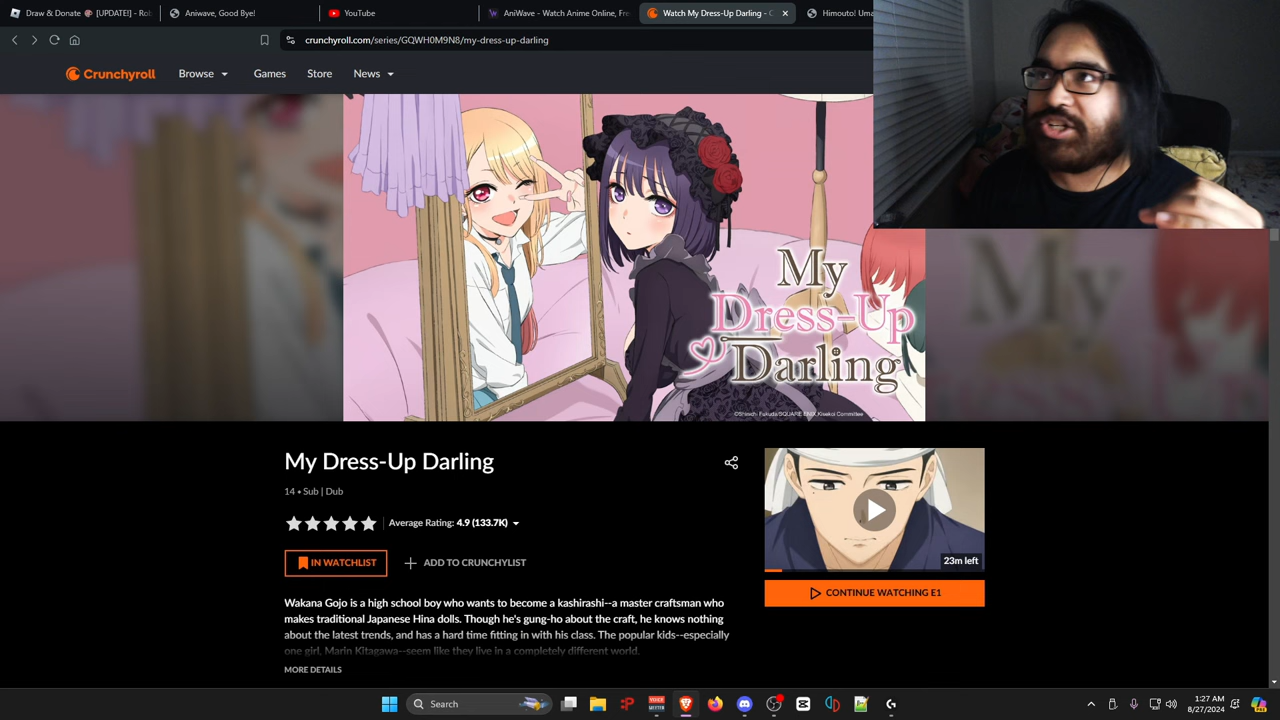 Draw & Donate 🎨 [UPDATE!] - Rob
Aniwave, Good Bye!
YouTube
AniWave - Watch Anime Online, Fre
Watch My Dress-Up Darling - C
Himouto! Uma
crunchyroll.com/series/GQWH0M9N8/my-dress-up-darling
Crunchyroll
Browse
Games
Store
News
My
Dress-Up
Darling
©Shinichi Fukuda/SQUARE ENIX,Kisekoi Committee
My Dress-Up Darling
14 • Sub | Dub
Average Rating: 4.9 (133.7K)
IN WATCHLIST
ADD TO CRUNCHYLIST
23m left
CONTINUE WATCHING E1
Wakana Gojo is a high school boy who wants to become a kashirashi--a master craftsman who
makes traditional Japanese Hina dolls. Though he's gung-ho about the craft, he knows nothing
about the latest trends, and has a hard time fitting in with his class. The popular kids--especially
one girl, Marin Kitagawa--seem like they live in a completely different world.
MORE DETAILS
Search
1:27 AM
8/27/2024